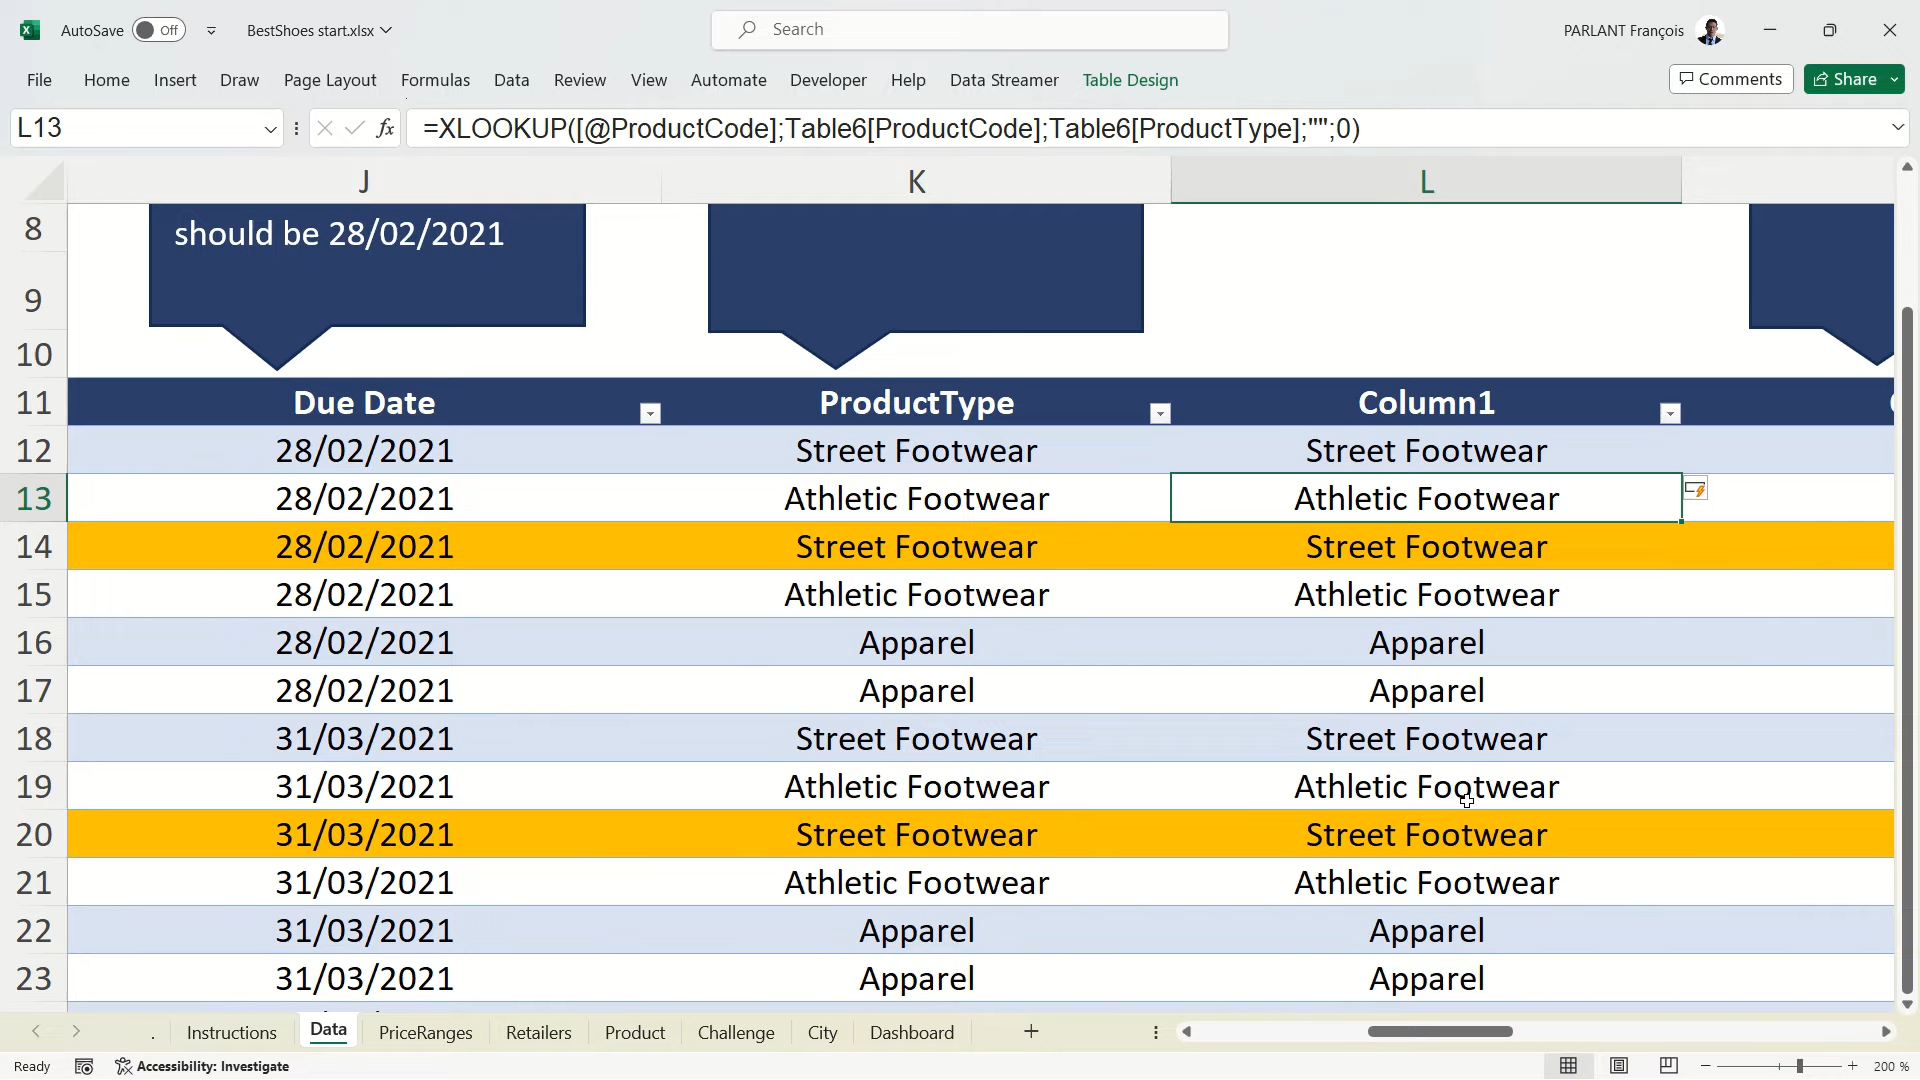 AutoSave Off BestShoes start.xlsx Search PARLANT François
File Home Insert Draw Page Layout Formulas Data Review View Automate Developer Help Data Streamer Table Design Comments Share
L13 fx =XLOOKUP([@ProductCode];Table6[ProductCode];Table6[ProductType];"";0)
J K L
8 should be 28/02/2021
9
10
11 Due Date ProductType Column1
12 28/02/2021 Street Footwear Street Footwear
13 28/02/2021 Athletic Footwear Athletic Footwear
14 28/02/2021 Street Footwear Street Footwear
15 28/02/2021 Athletic Footwear Athletic Footwear
16 28/02/2021 Apparel Apparel
17 28/02/2021 Apparel Apparel
18 31/03/2021 Street Footwear Street Footwear
19 31/03/2021 Athletic Footwear Athletic Footwear
20 31/03/2021 Street Footwear Street Footwear
21 31/03/2021 Athletic Footwear Athletic Footwear
22 31/03/2021 Apparel Apparel
23 31/03/2021 Apparel Apparel
. Instructions Data PriceRanges Retailers Product Challenge City Dashboard
Ready Accessibility: Investigate 200 %